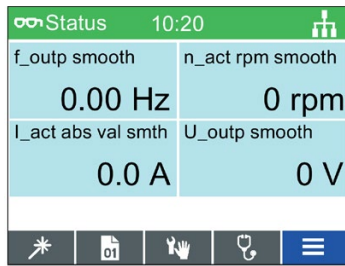 Status 10:20
f_outp smooth n_act rpm smooth
0.00 Hz 0 rpm
I_act abs val smth U_outp smooth
0.0 A 0 V
01